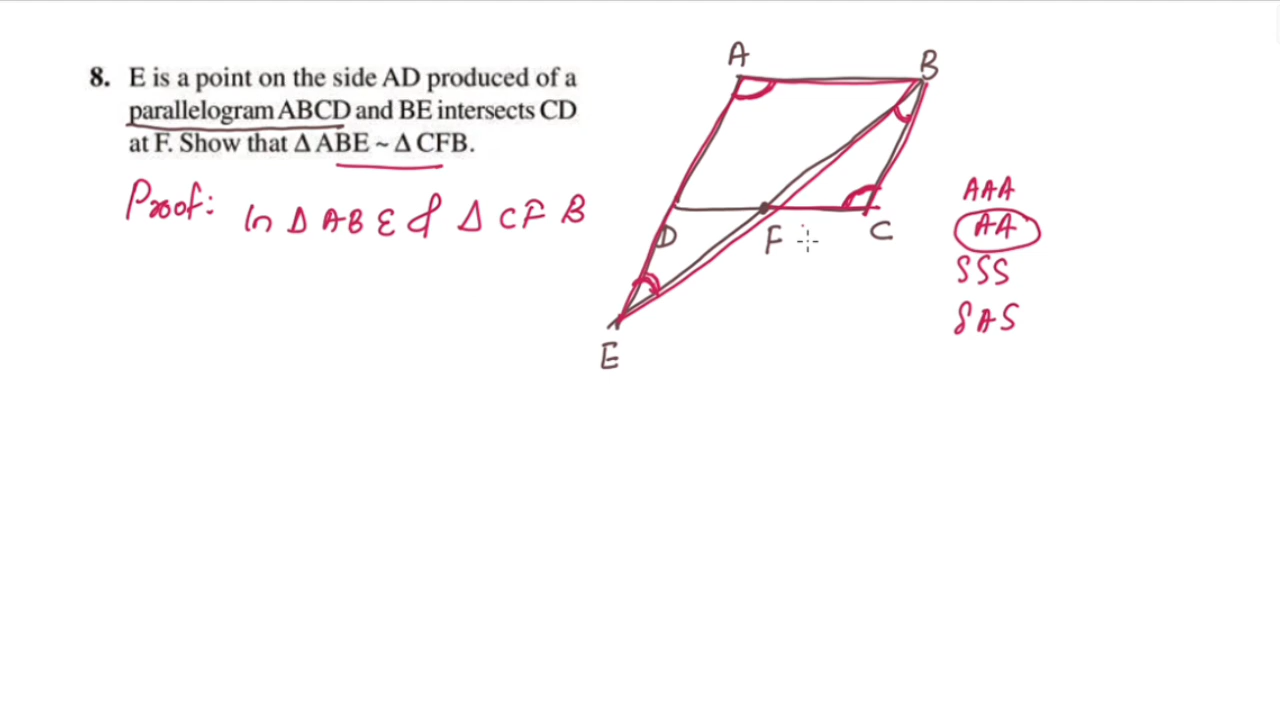 8. E is a point on the side AD produced of a
parallelogram ABCD and BE intersects CD
at F. Show that Δ ABE ~ Δ CFB.
Proof: In Δ ABE & Δ CFB
A
B
D
F
C
E
AAA
AA
SSS
SAS